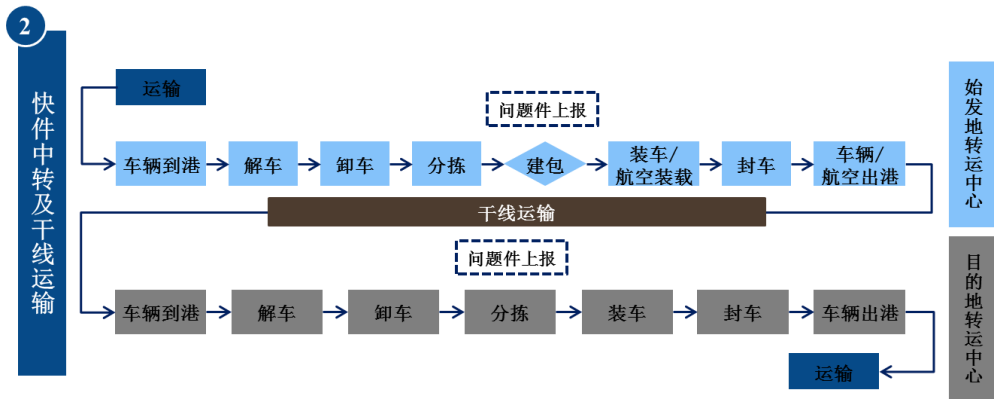 2
快件中转及干线运输
运输
问题件上报
车辆到港
解车
卸车
分拣
建包
装车/
航空装载
封车
车辆/
航空出港
始发地转运中心
干线运输
问题件上报
车辆到港
解车
卸车
分拣
装车
封车
车辆出港
目的地转运中心
运输